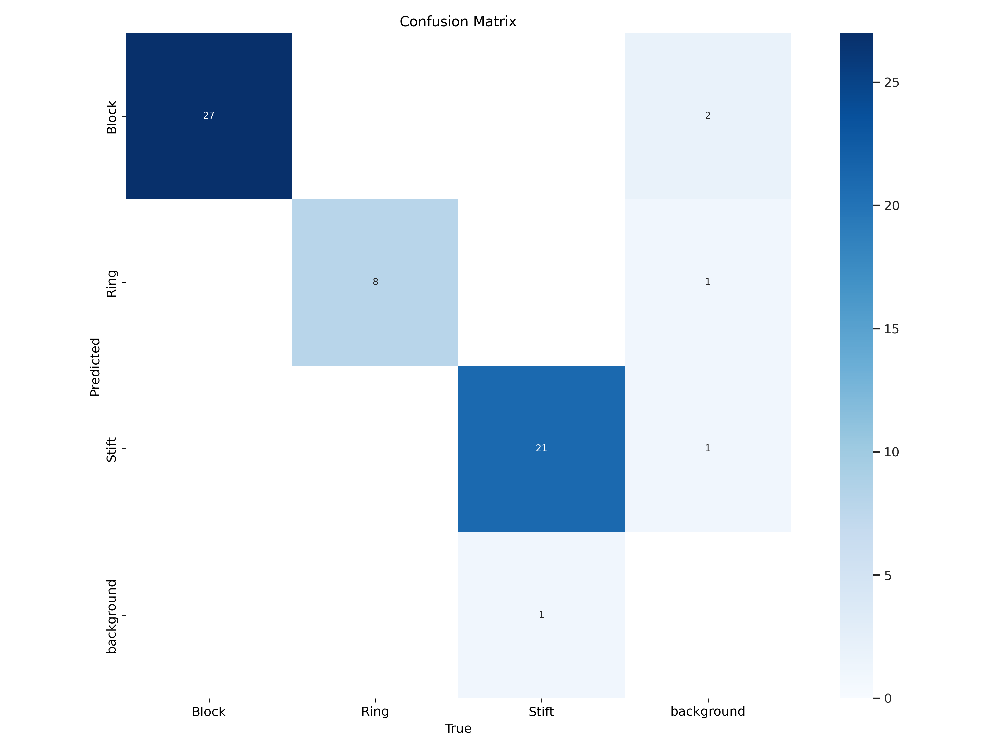 Confusion Matrix
Block
27
2
Ring
8
1
Stift
21
1
background
1
Predicted
Block
Ring
Stift
background
True
25
20
15
10
5
0